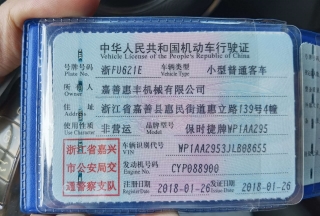 中华人民共和国机动车行驶证
Vehicle License of the People's Republic of China
号牌号码 浙FU621E 车辆类型 小型普通客车
Plate No. Vehicle Type
所有人 嘉善惠丰机械有限公司
Owner
住址 浙江省嘉善县惠民街道惠立路139号4幢
Address
使用性质 非营运 品牌型号 保时捷牌WP1AA295
Use Character Model
浙江省嘉兴
市公安局交
通警察支队
车辆识别代号 WP1AA2953JLB08655
VIN
发动机号码 CYP088900
Engine No.
注册日期 2018-01-26 发证日期 2018-01-26
Register Date Issue Date